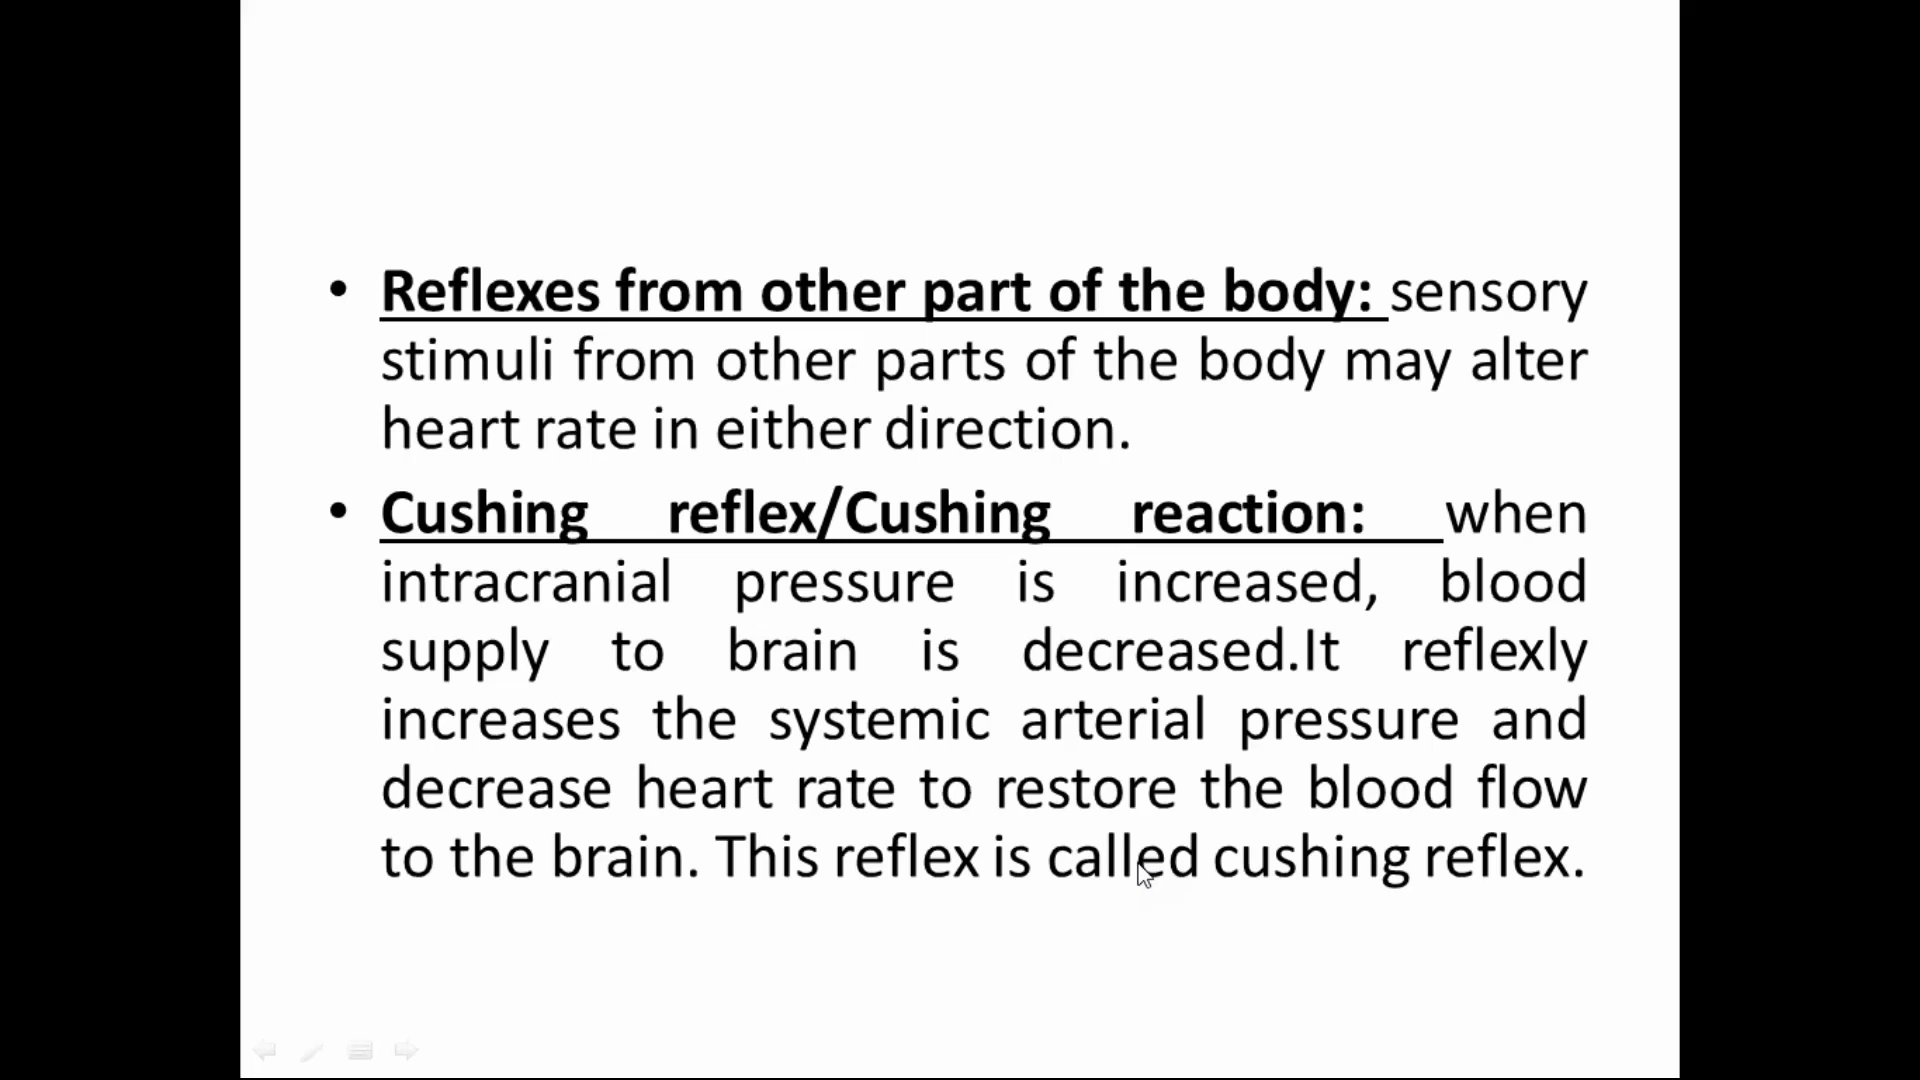 • Reflexes from other part of the body: sensory
stimuli from other parts of the body may alter
heart rate in either direction.
• Cushing reflex/Cushing reaction: when
intracranial pressure is increased, blood
supply to brain is decreased.It reflexly
increases the systemic arterial pressure and
decrease heart rate to restore the blood flow
to the brain. This reflex is called cushing reflex.